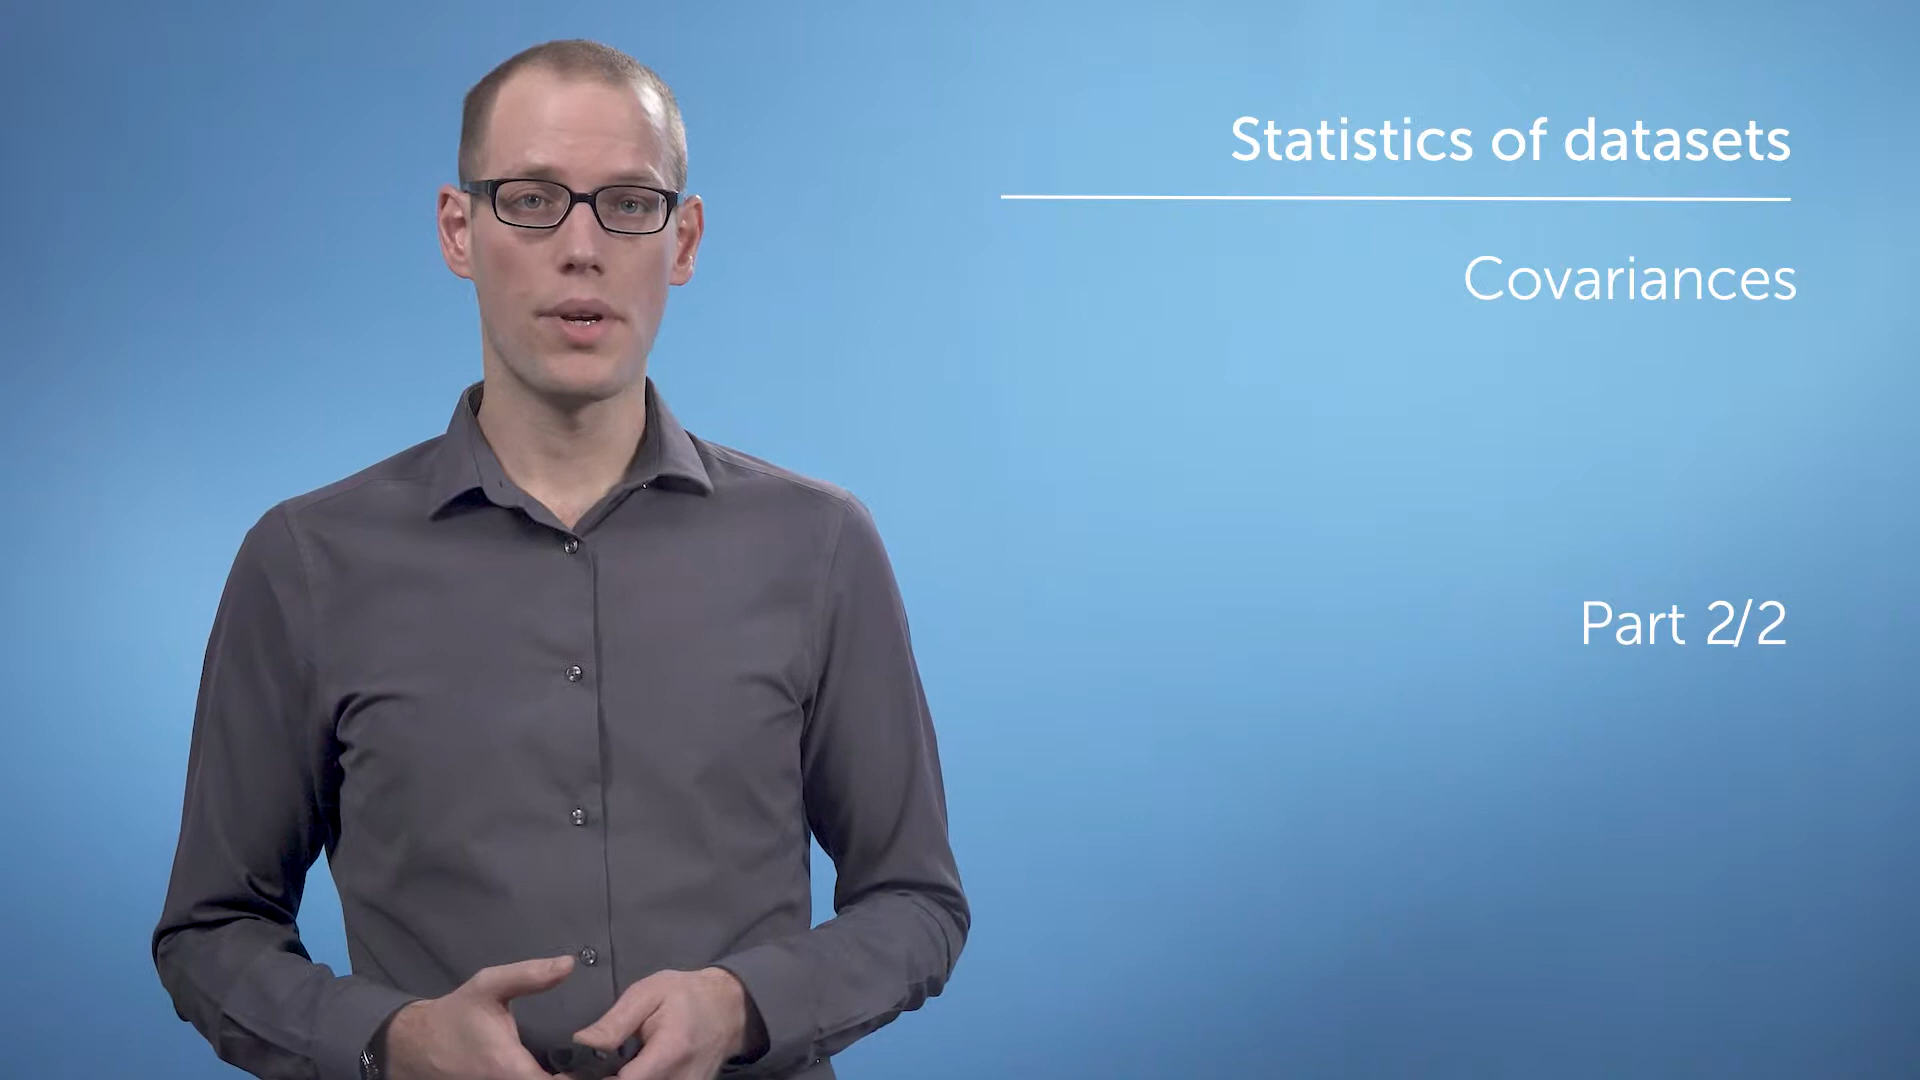 Statistics of datasets
Covariances
Part 2/2